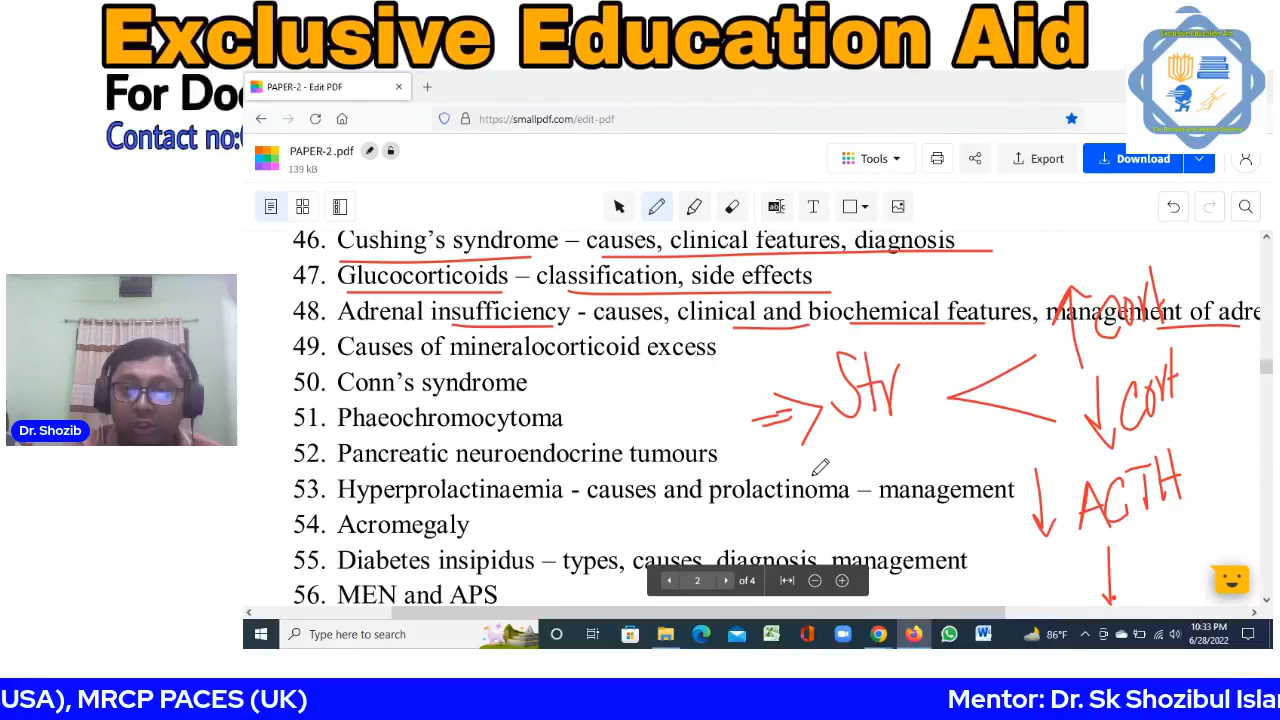 Exclusive Education Aid
For Do
Contact no:
Exclusive Education Aid
PAPER-2 - Edit PDF
https://smallpdf.com/edit-pdf
PAPER-2.pdf
139 kB
Tools
Export
Download
46. Cushing's syndrome – causes, clinical features, diagnosis
47. Glucocorticoids – classification, side effects
48. Adrenal insufficiency - causes, clinical and biochemical features, management of adre
49. Causes of mineralocorticoid excess
50. Conn's syndrome
51. Phaeochromocytoma
52. Pancreatic neuroendocrine tumours
53. Hyperprolactinaemia - causes and prolactinoma – management
54. Acromegaly
55. Diabetes insipidus – types, causes, diagnosis, management
56. MEN and APS
↑ Cort
⇒ Str
↓ Cort
↓ ACTH
↓
2 of 4
Dr. Shozib
Type here to search
86°F
10:33 PM
6/28/2022
USA), MRCP PACES (UK)
Mentor: Dr. Sk Shozibul Islar